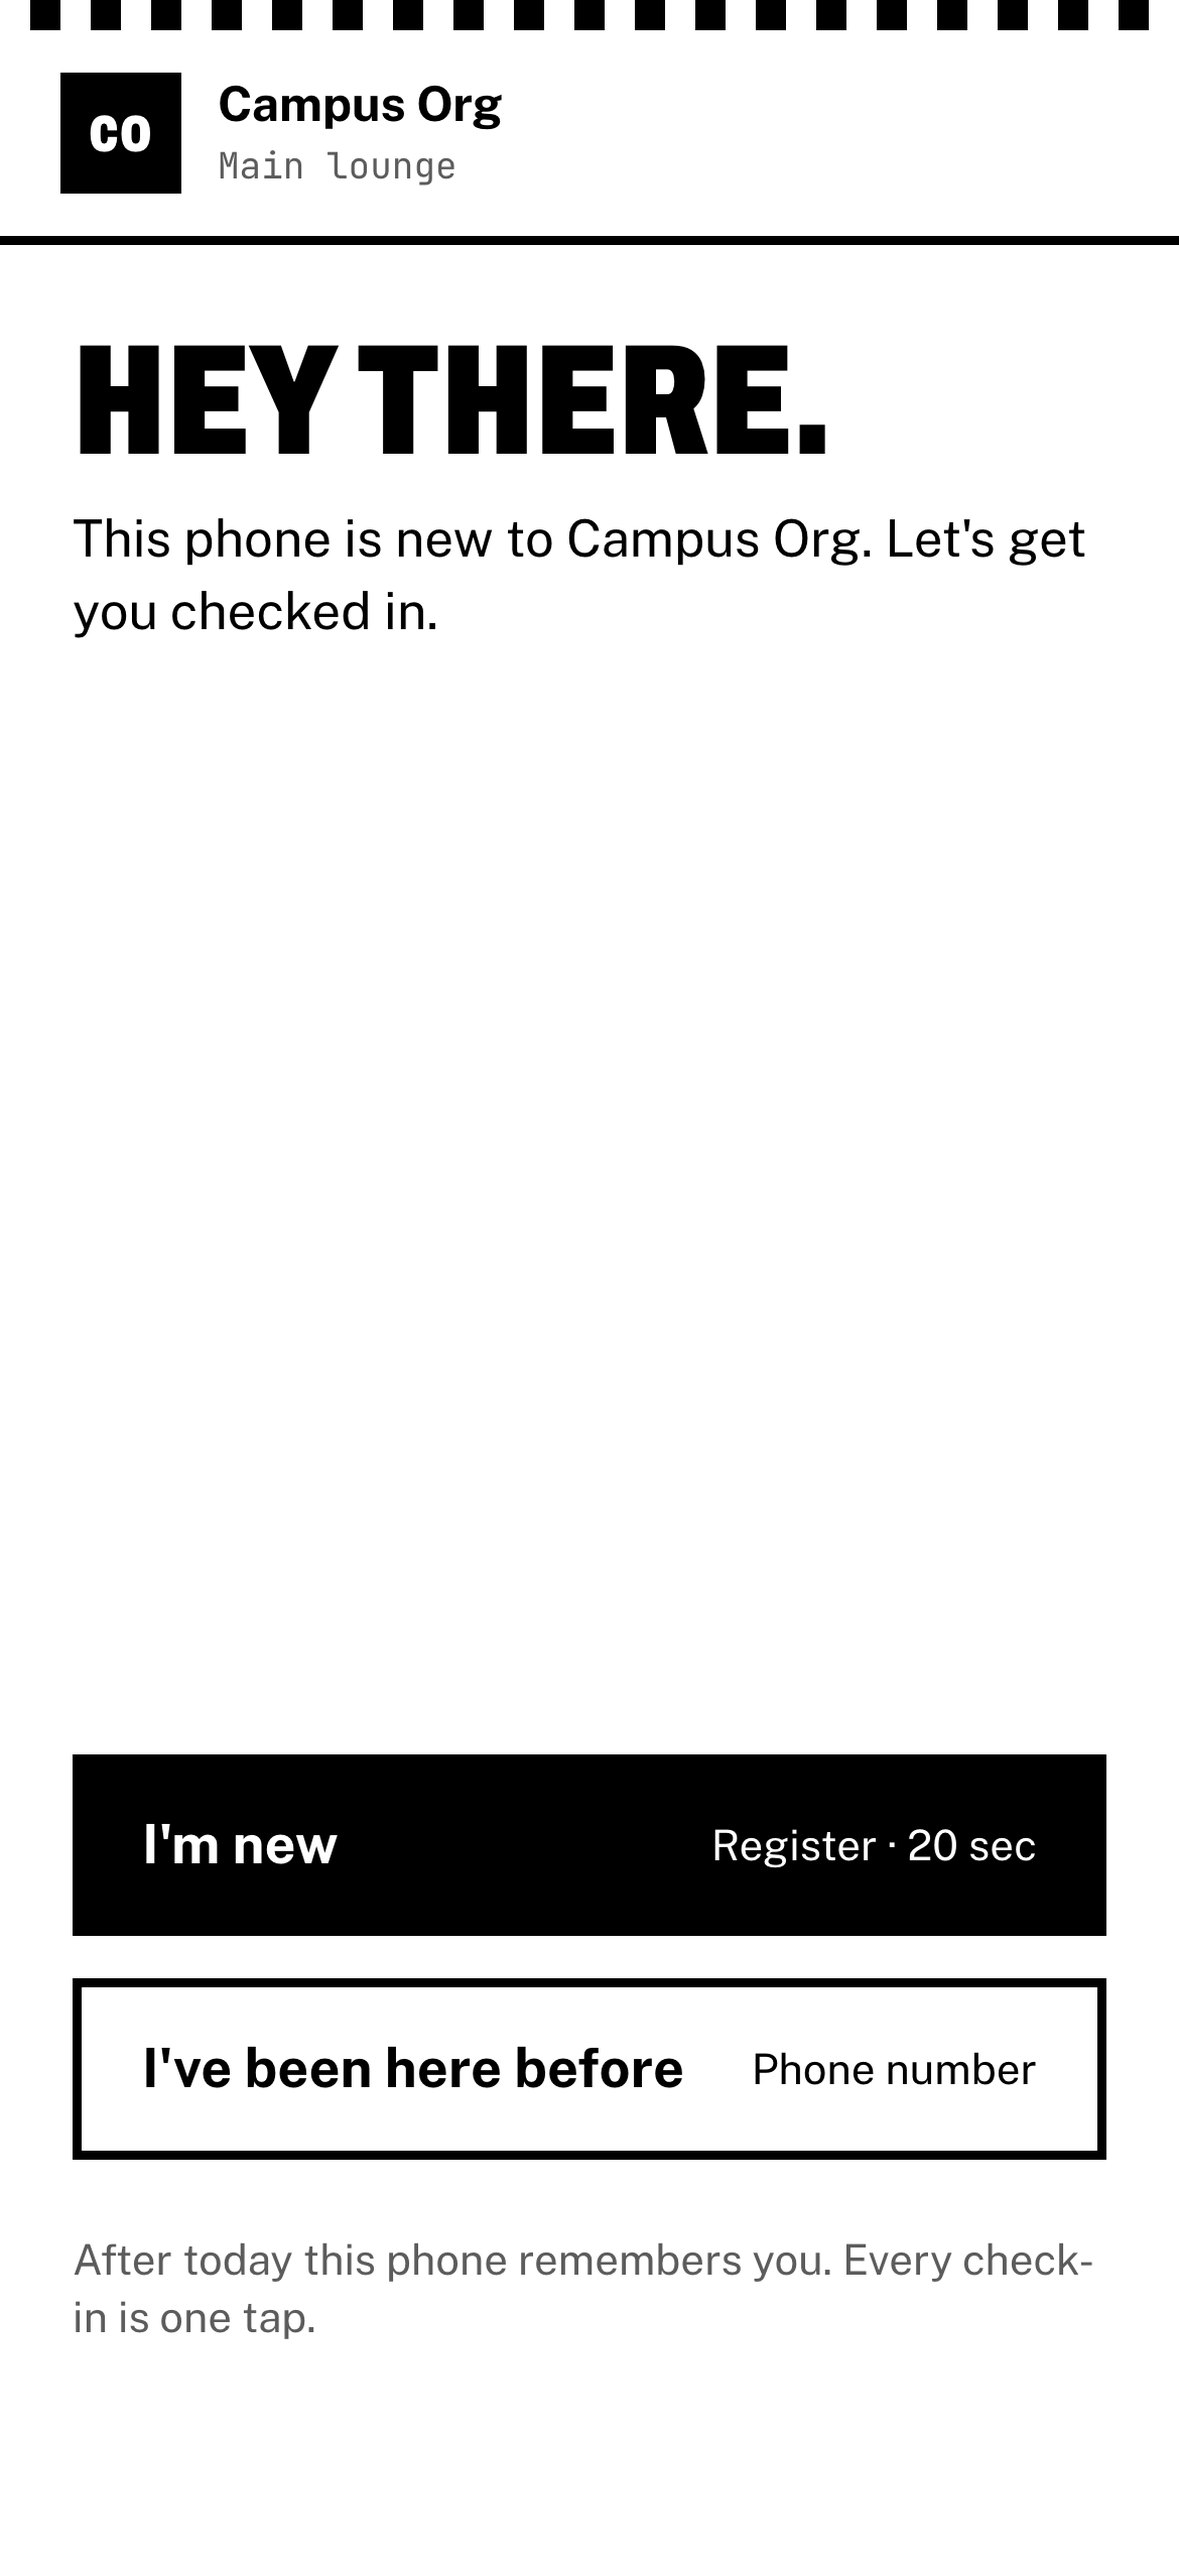 CO
Campus Org
Main lounge
HEY THERE.
This phone is new to Campus Org. Let's get
you checked in.
I'm new
Register · 20 sec
I've been here before
Phone number
After today this phone remembers you. Every check-
in is one tap.